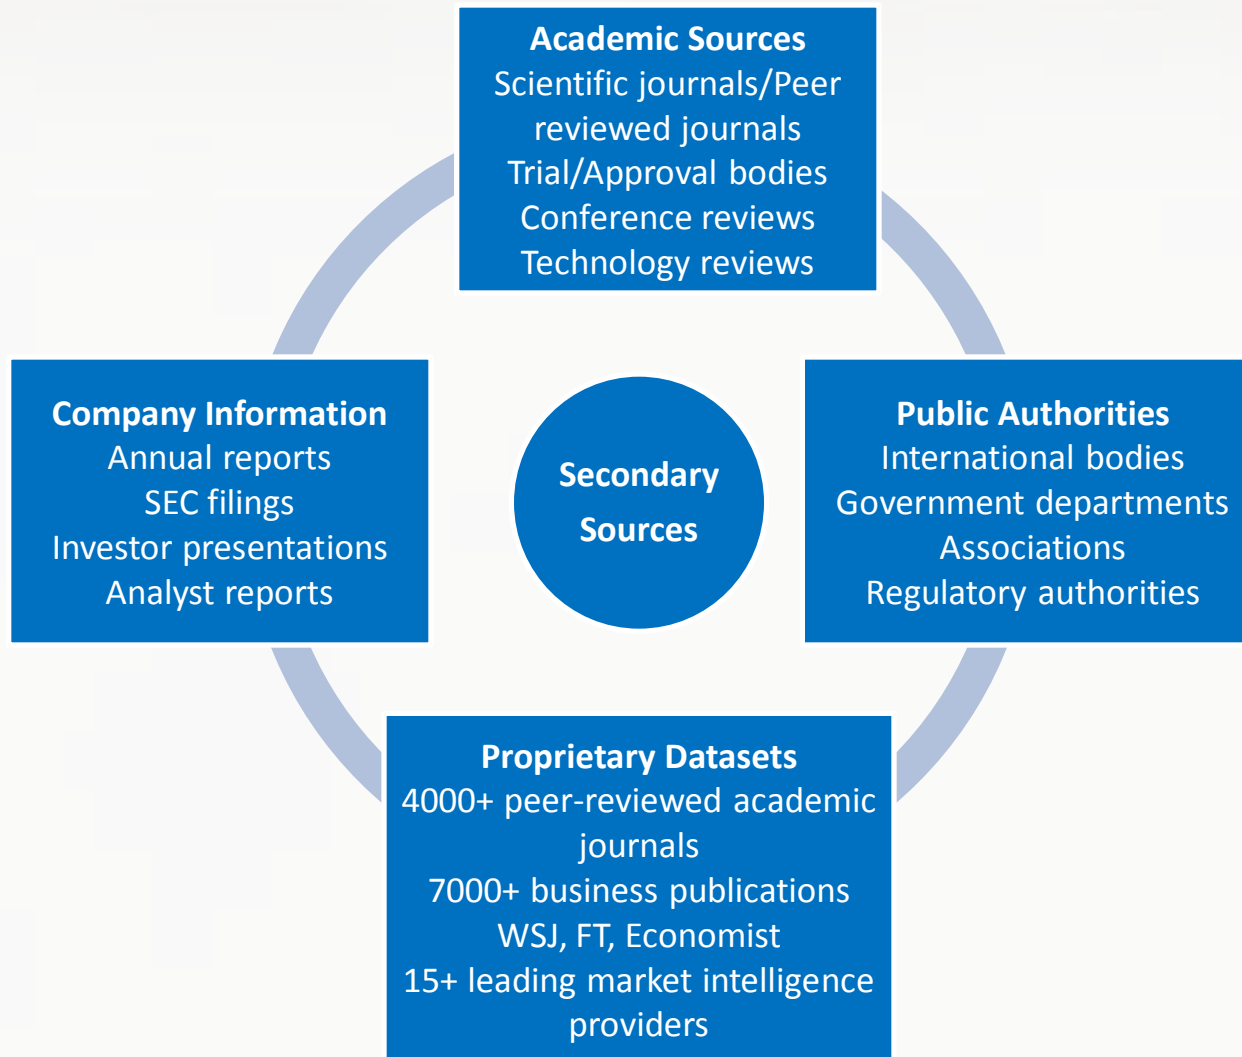 Academic Sources
Scientific journals/Peer
reviewed journals
Trial/Approval bodies
Conference reviews
Technology reviews
Company Information
Annual reports
SEC filings
Investor presentations
Analyst reports
Secondary
Sources
Public Authorities
International bodies
Government departments
Associations
Regulatory authorities
Proprietary Datasets
4000+ peer-reviewed academic
journals
7000+ business publications
WSJ, FT, Economist
15+ leading market intelligence
providers